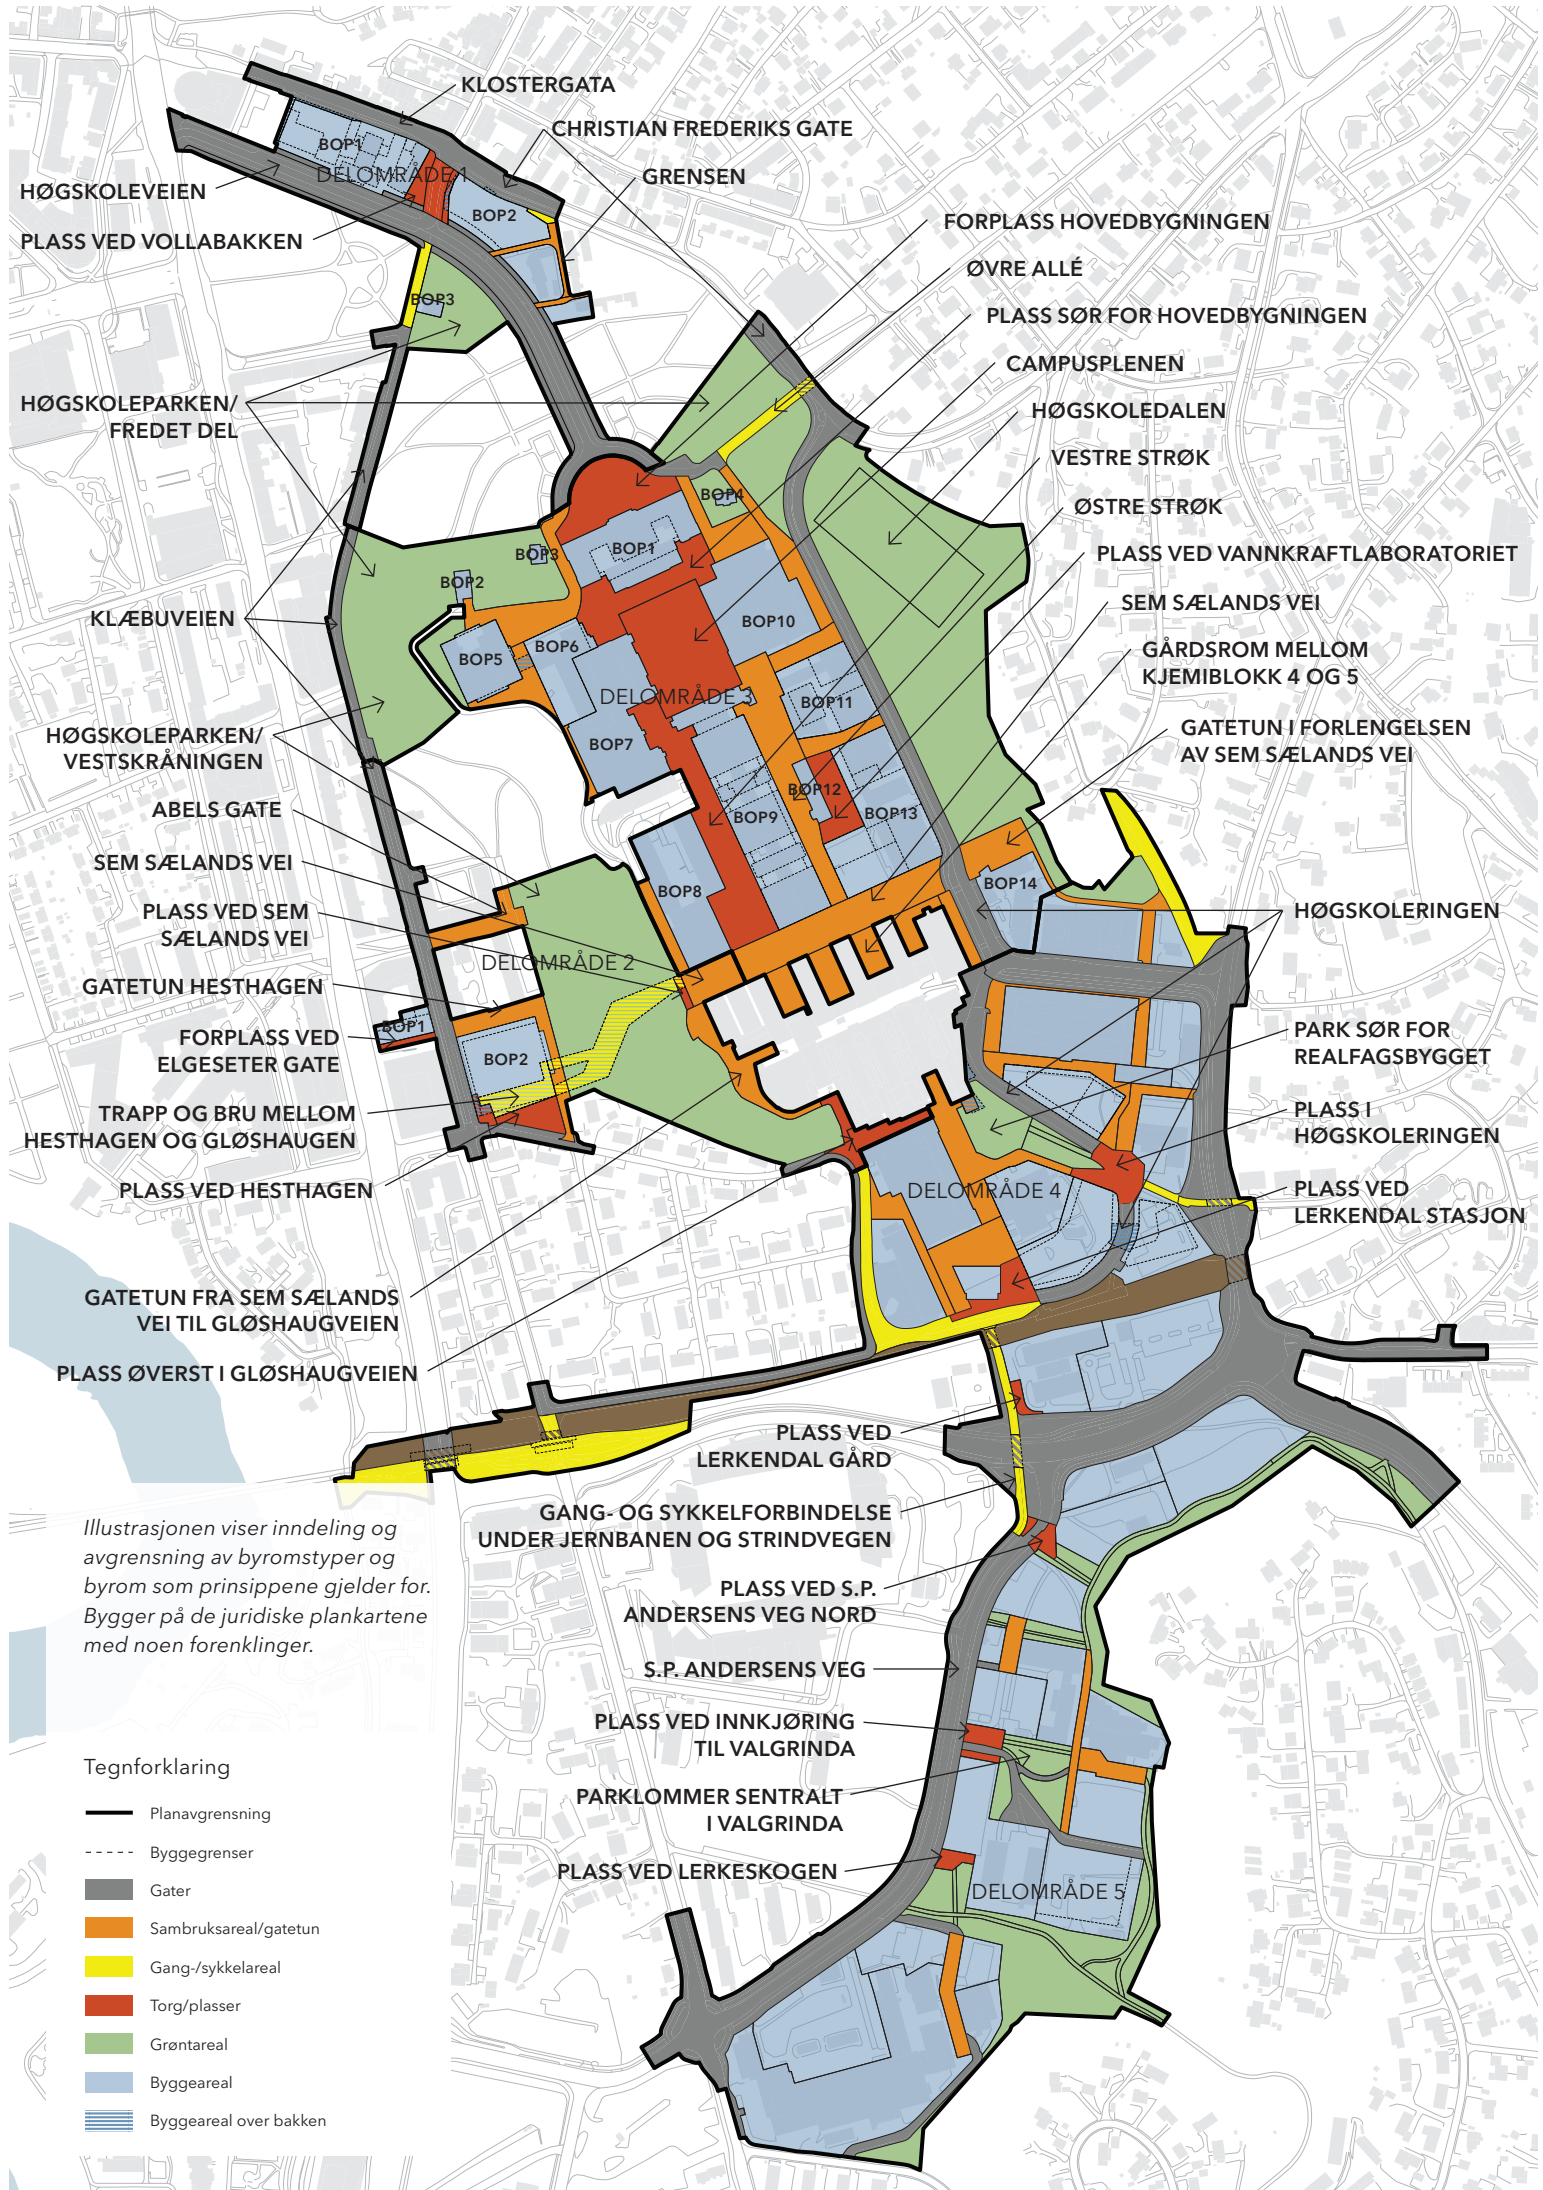 KLOSTERGATA
CHRISTIAN FREDERIKS GATE
GRENSEN
BOP1
DELOMRÅDE 1
HØGSKOLEVEIEN
BOP2
PLASS VED VOLLABAKKEN
FORPLASS HOVEDBYGNINGEN
ØVRE ALLÉ
BOP3
PLASS SØR FOR HOVEDBYGNINGEN
CAMPUSPLENEN
HØGSKOLEPARKEN/
FREDET DEL
HØGSKOLEDALEN
VESTRE STRØK
BOP4
ØSTRE STRØK
BOP1
BOP3
PLASS VED VANNKRAFTLABORATORIET
BOP2
SEM SÆLANDS VEI
KLÆBUVEIEN
BOP10
BOP6
BOP5
GÅRDSROM MELLOM
KJEMIBLOKK 4 OG 5
DELOMRÅDE 3
BOP11
HØGSKOLEPARKEN/
VESTSKRÅNINGEN
BOP7
GATETUN I FORLENGELSEN
AV SEM SÆLANDS VEI
BOP12
ABELS GATE
BOP9
BOP13
SEM SÆLANDS VEI
BOP8
BOP14
PLASS VED SEM
SÆLANDS VEI
HØGSKOLERINGEN
DELOMRÅDE 2
GATETUN HESTHAGEN
BOP1
FORPLASS VED
ELGESETER GATE
PARK SØR FOR
REALFAGSBYGGET
BOP2
TRAPP OG BRU MELLOM
HESTHAGEN OG GLØSHAUGEN
PLASS I
HØGSKOLERINGEN
PLASS VED HESTHAGEN
DELOMRÅDE 4
PLASS VED
LERKENDAL STASJON
GATETUN FRA SEM SÆLANDS
VEI TIL GLØSHAUGVEIEN
PLASS ØVERST I GLØSHAUGVEIEN
PLASS VED
LERKENDAL GÅRD
GANG- OG SYKKELFORBINDELSE
UNDER JERNBANEN OG STRINDVEGEN
Illustrasjonen viser inndeling og
avgrensning av byromstyper og
byrom som prinsippene gjelder for.
Bygger på de juridiske plankartene
med noen forenklinger.
PLASS VED S.P.
ANDERSENS VEG NORD
S.P. ANDERSENS VEG
PLASS VED INNKJØRING
TIL VALGRINDA
PARKLOMMER SENTRALT
I VALGRINDA
PLASS VED LERKESKOGEN
DELOMRÅDE 5
Tegnforklaring
Planavgrensning
Byggegrenser
Gater
Sambruksareal/gatetun
Gang-/sykkelareal
Torg/plasser
Grøntareal
Byggeareal
Byggeareal over bakken